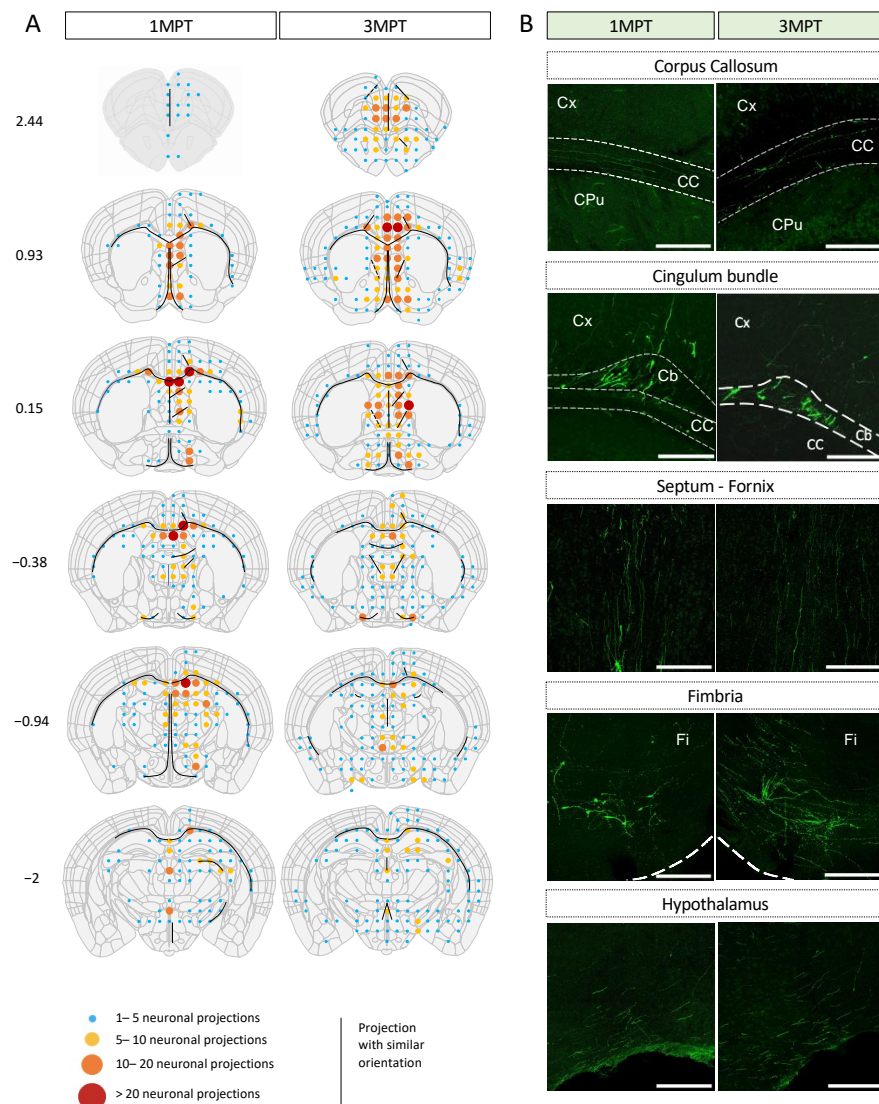 A
1MPT
3MPT
2.44
0.93
0.15
−0.38
−0.94
−2
1– 5 neuronal projections
5– 10 neuronal projections
10– 20 neuronal projections
> 20 neuronal projections
Projection
with similar
orientation
B
1MPT
3MPT
Corpus Callosum
Cx
CC
CPu
Cx
CC
CPu
Cingulum bundle
Cx
Cb
CC
Cx
Cb
CC
Septum - Fornix
Fimbria
Fi
Fi
Hypothalamus